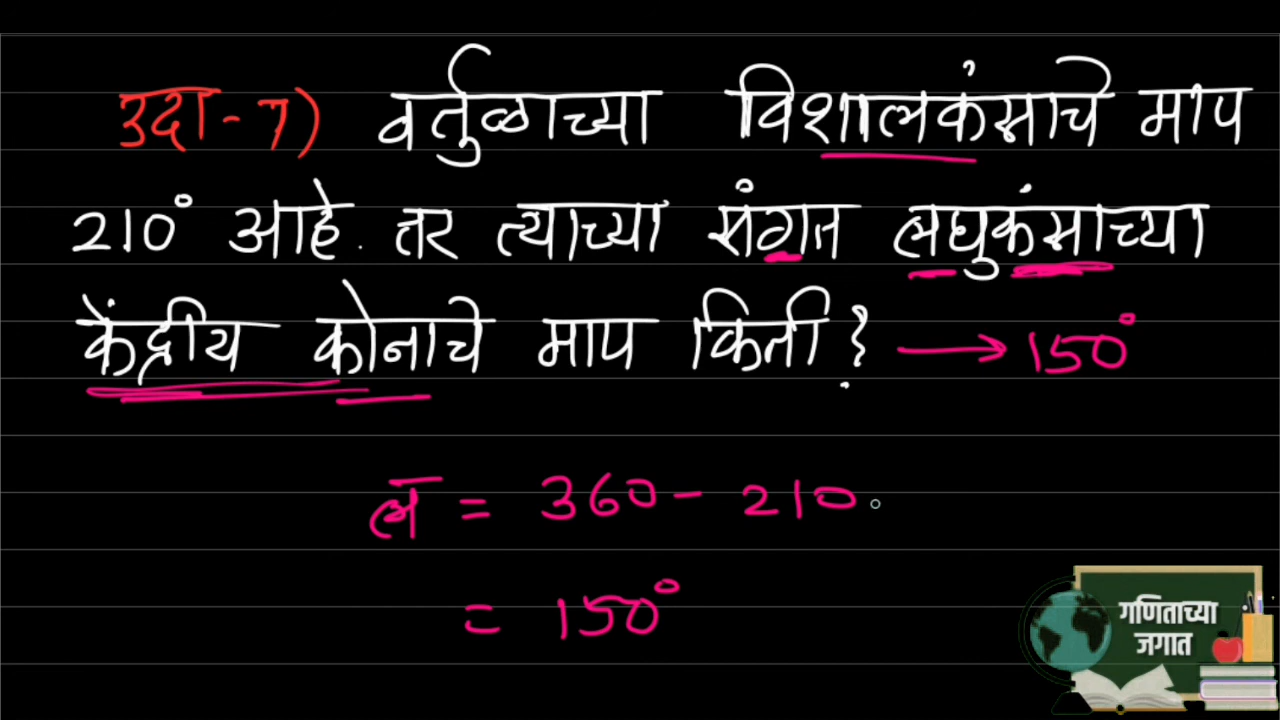 उदा-7) वर्तुळाच्या विशालकंसाचे माप
210° आहे. तर त्याच्या संगत लघुकंसाच्या
केंद्रीय कोनाचे माप किती? → 150°
ल = 360 - 210
= 150°
गणिताच्या
जगात